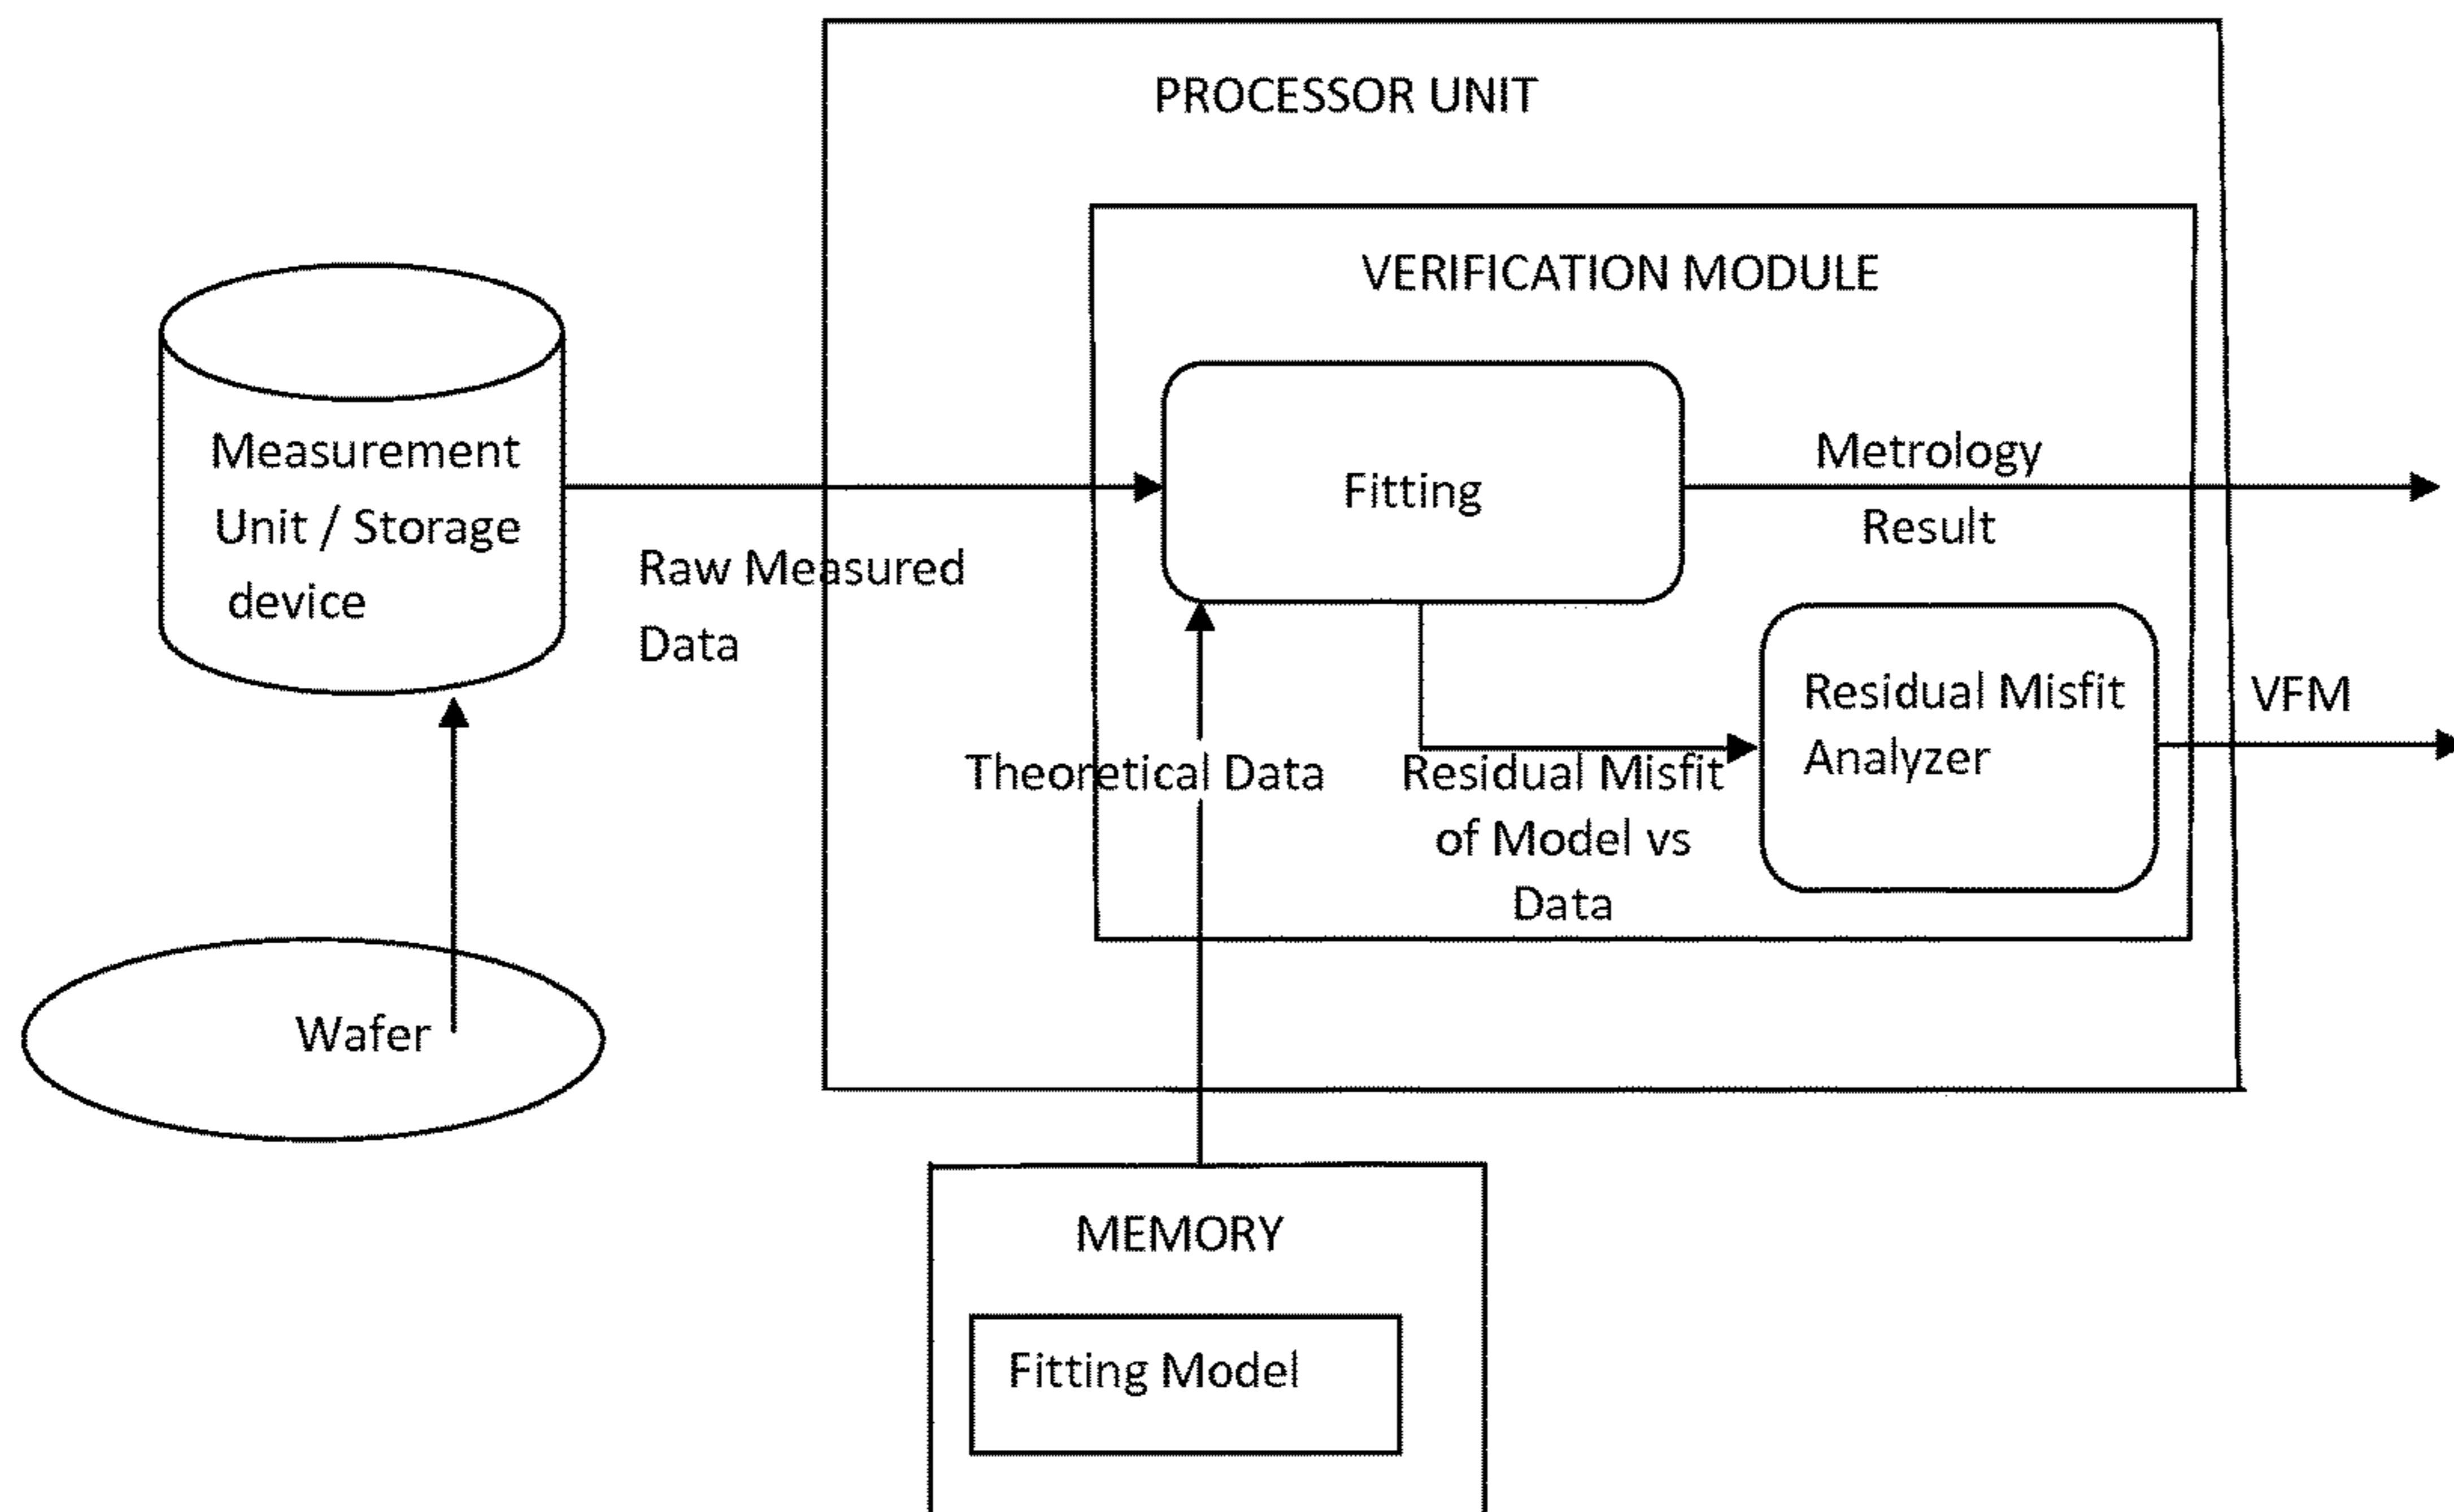 PROCESSOR UNIT
VERIFICATION MODULE
Measurement
Unit / Storage
device
Raw Measured
Data
Fitting
Metrology
Result
Theoretical Data
Residual Misfit
of Model vs
Data
Residual Misfit
Analyzer
VFM
Wafer
MEMORY
Fitting Model